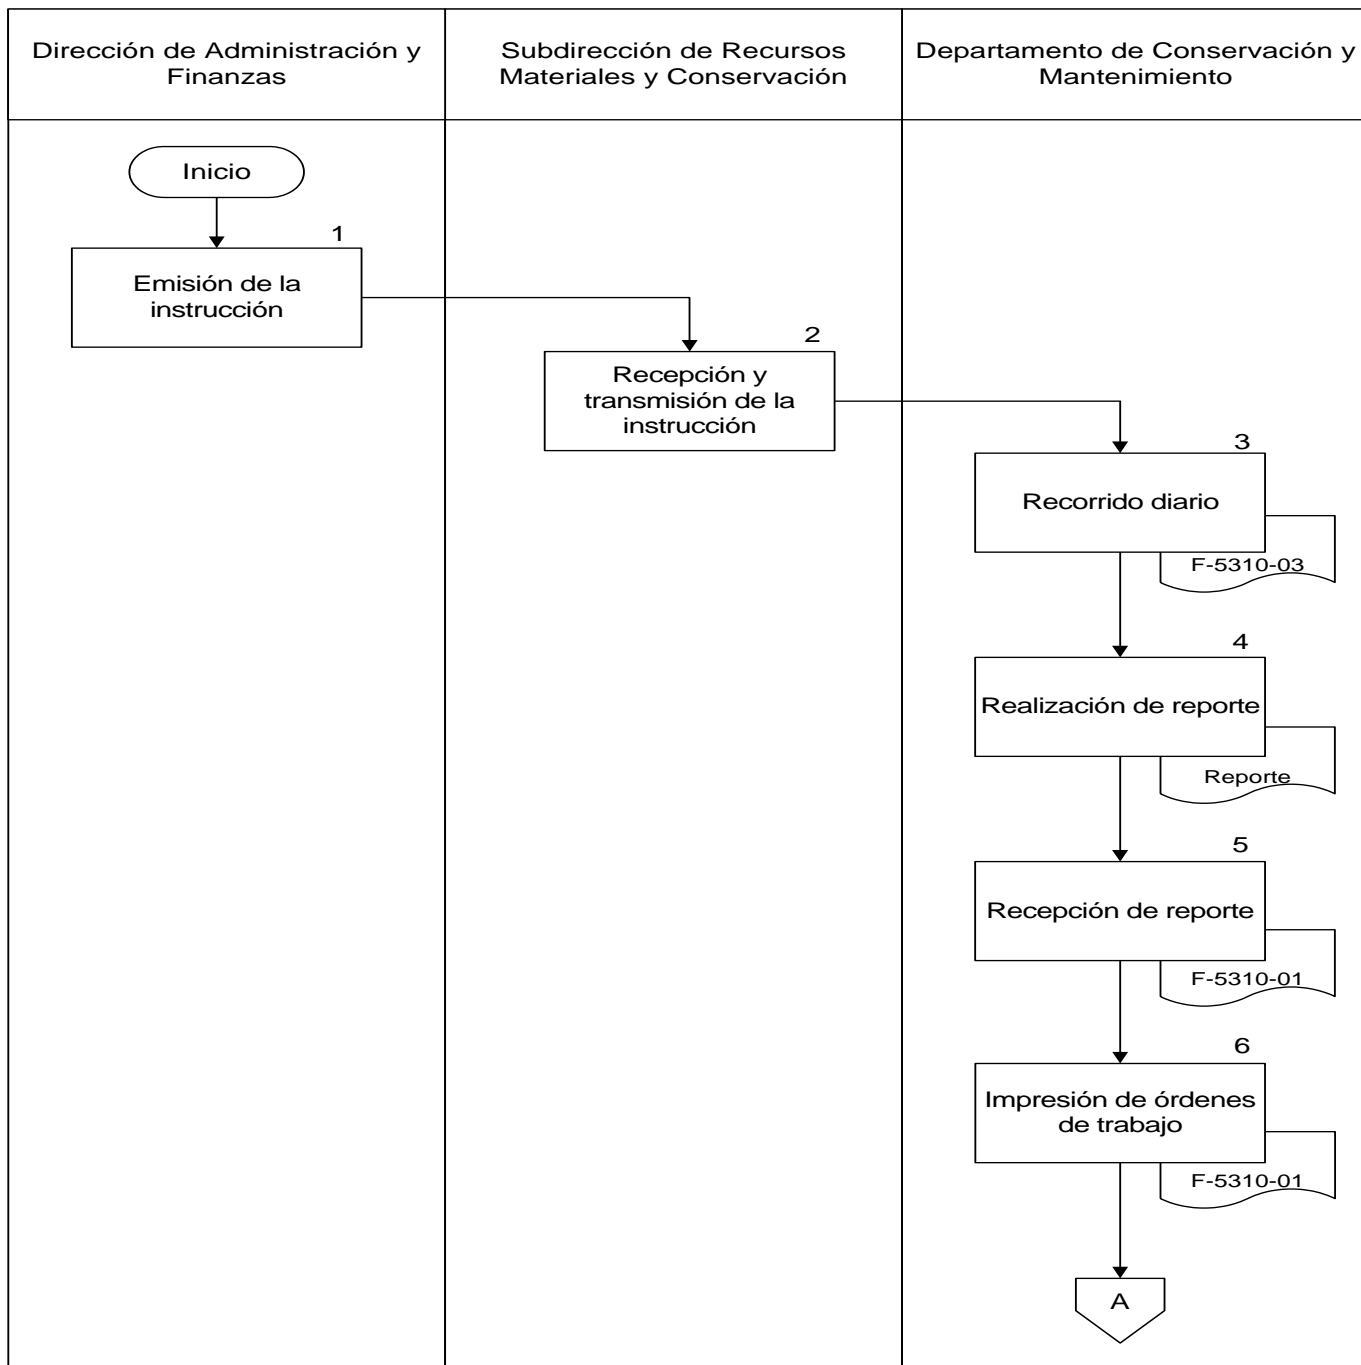 Dirección de Administración y
Finanzas
Subdirección de Recursos
Materiales y Conservación
Departamento de Conservación y
Mantenimiento
Inicio
1
Emisión de la
instrucción
2
Recepción y
transmisión de la
instrucción
3
Recorrido diario
F-5310-03
4
Realización de reporte
Reporte
5
Recepción de reporte
F-5310-01
6
Impresión de órdenes
de trabajo
F-5310-01
A